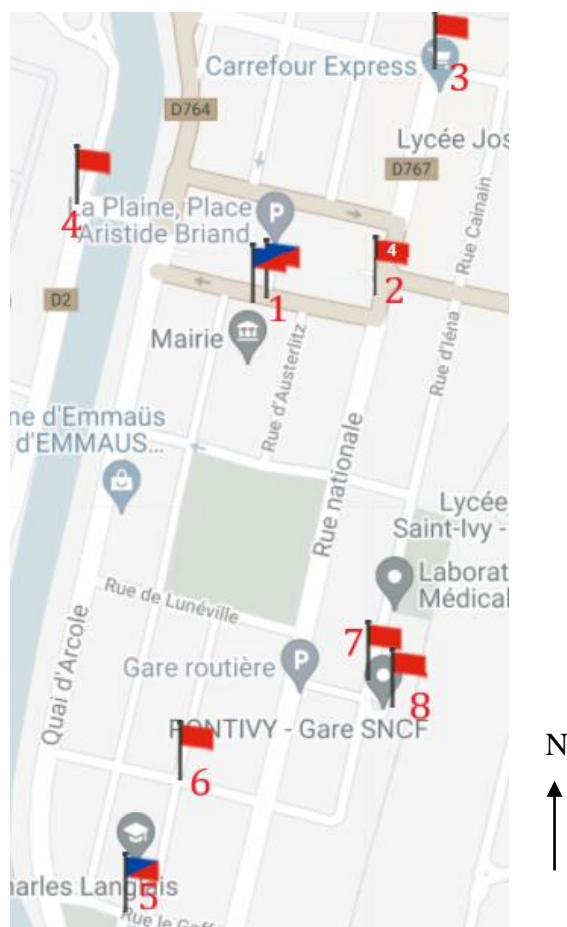 Carrefour Express
3
D764
Lycée Jos
D767
4
La Plaine, Place
Aristide Briand
P
Rue Cainain
4
2
1
D2
Mairie
Rue d'Austerlitz
Rue d'Iéna
ne d'Emmaüs
d'EMMAUS...
Rue nationale
Lycée
Saint-Ivy -
Laborat
Médical
Rue de Lunéville
Quai d'Arcole
7
Gare routière
P
8
PONTIVY - Gare SNCF
6
N
harles Langlais
5
Rue le Goff